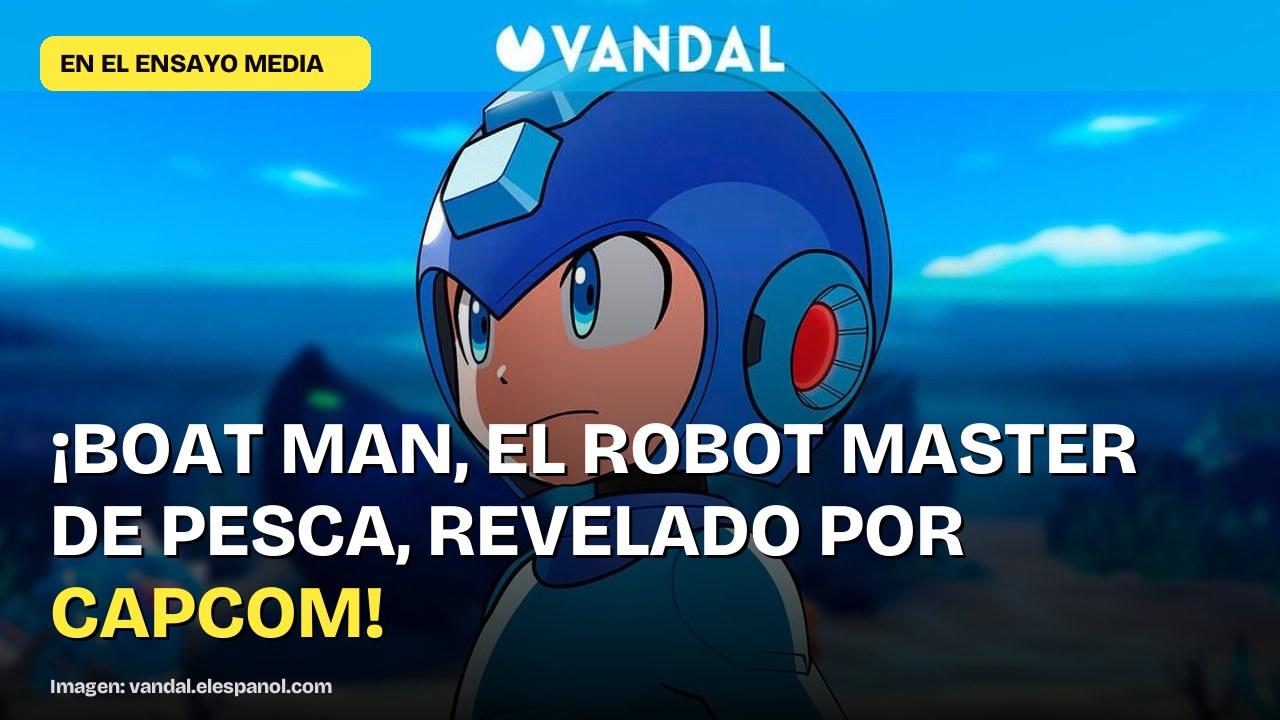 EN EL ENSAYO MEDIA
VANDAL
¡BOAT MAN, EL ROBOT MASTER
DE PESCA, REVELADO POR
CAPCOM!
Imagen: vandal.elespanol.com